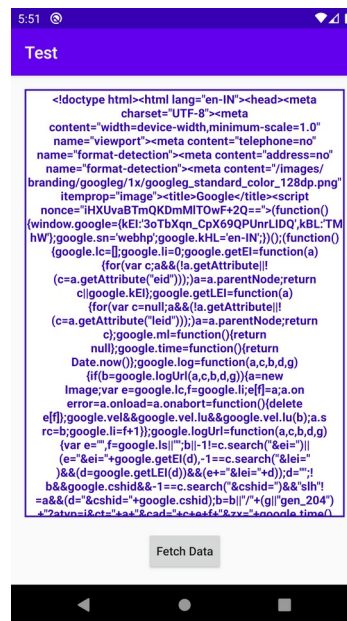 5:51
Test
<!doctype html><html lang="en-IN"><head><meta
charset="UTF-8"><meta
content="width=device-width,minimum-scale=1.0"
name="viewport"><meta content="telephone=no"
name="format-detection"><meta content="address=no"
name="format-detection"><meta content="/images/
branding/googleg/1x/googleg_standard_color_128dp.png"
itemprop="image"><title>Google</title><script
nonce="iHXUvaBTmQKDmMlTOwF+2Q==">(function()
{window.google={kEI:'3oTbXqn_CpX69QPUnrLIDQ',kBL:'TM
hW'};google.sn='webhp';google.kHL='en-IN';})();(function()
{google.lc=[];google.li=0;google.getEI=function(a)
{for(var c;a&&(!a.getAttribute||!
(c=a.getAttribute("eid")));)a=a.parentNode;return
c||google.kEI};google.getLEI=function(a)
{for(var c=null;a&&(!a.getAttribute||!
(c=a.getAttribute("leid")));)a=a.parentNode;return
c};google.ml=function(){return
null};google.time=function(){return
Date.now()};google.log=function(a,c,b,d,g)
{if(b=google.logUrl(a,c,b,d,g)){a=new
Image;var e=google.lc,f=google.li;e[f]=a;a.on
error=a.onload=a.onabort=function(){delete
e[f]};google.vel&&google.vel.lu&&google.vel.lu(b);a.s
rc=b;google.li=f+1}};google.logUrl=function(a,c,b,d,g)
{var e="",f=google.ls||"";b||-1!=c.search("&ei=")||
(e="&ei="+google.getEI(d),-1==c.search("&lei="
)&&(d=google.getLEI(d))&&(e+="&lei="+d));d="";!
b&&google.cshid&&-1==c.search("&cshid=")&&"slh"!
=a&&(d="&cshid="+google.cshid);b=b||"/"+(g||"gen_204")
+"?atyp=i&ct="+a+"&cad="+c+e+f+"&zx="+google.time()
Fetch Data